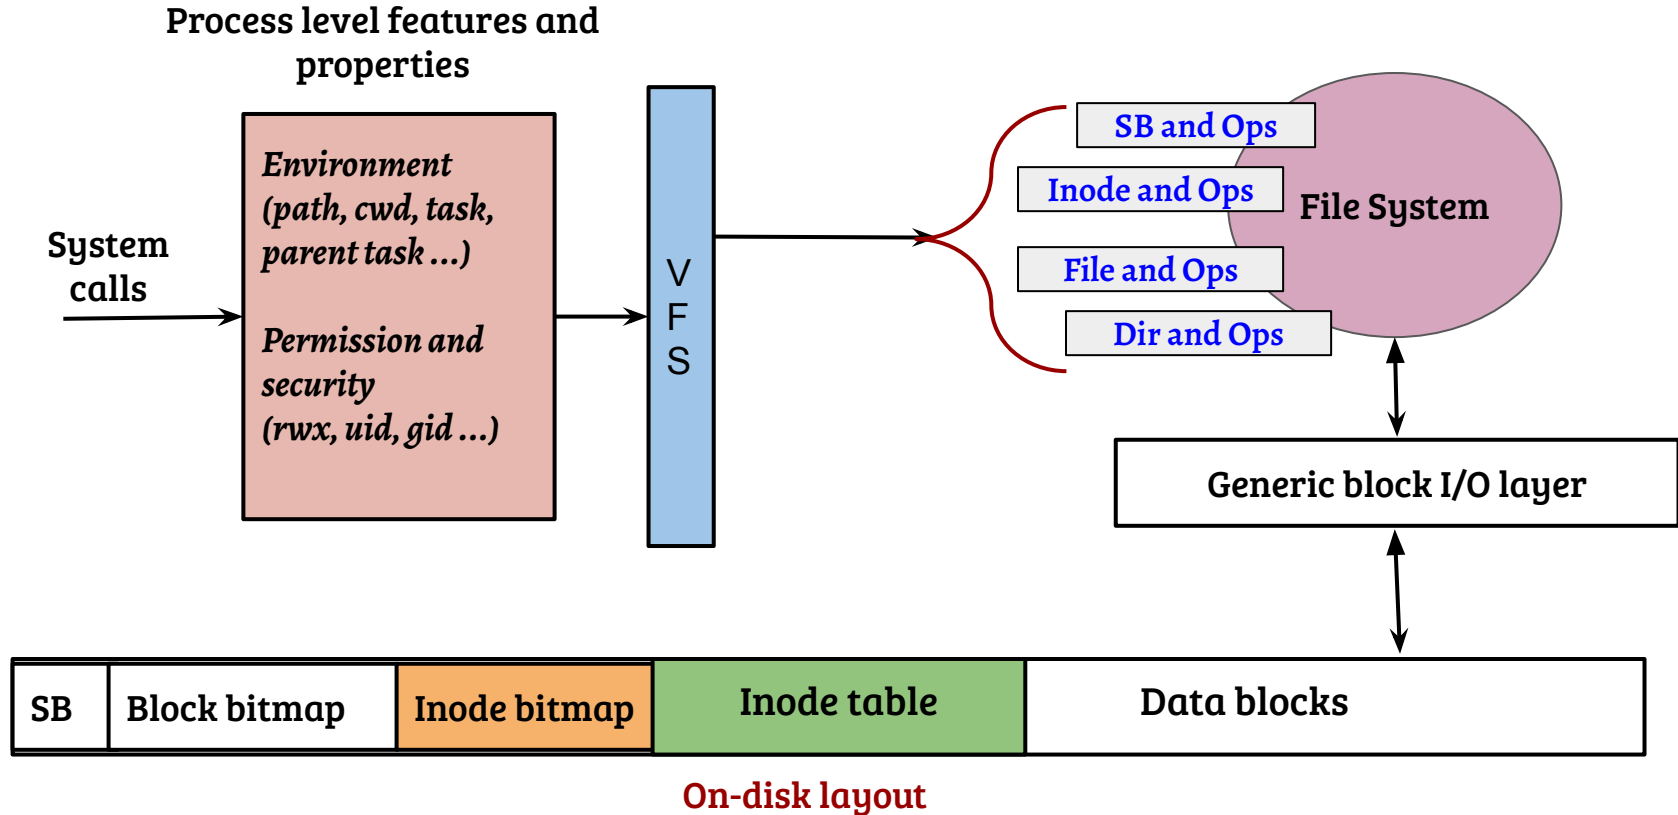 Process level features and
properties
System
calls
Environment
(path, cwd, task,
parent task ...)
Permission and
security
(rwx, uid, gid ...)
V
F
S
SB and Ops
Inode and Ops
File and Ops
Dir and Ops
File System
Generic block I/O layer
SB
Block bitmap
Inode bitmap
Inode table
Data blocks
On-disk layout